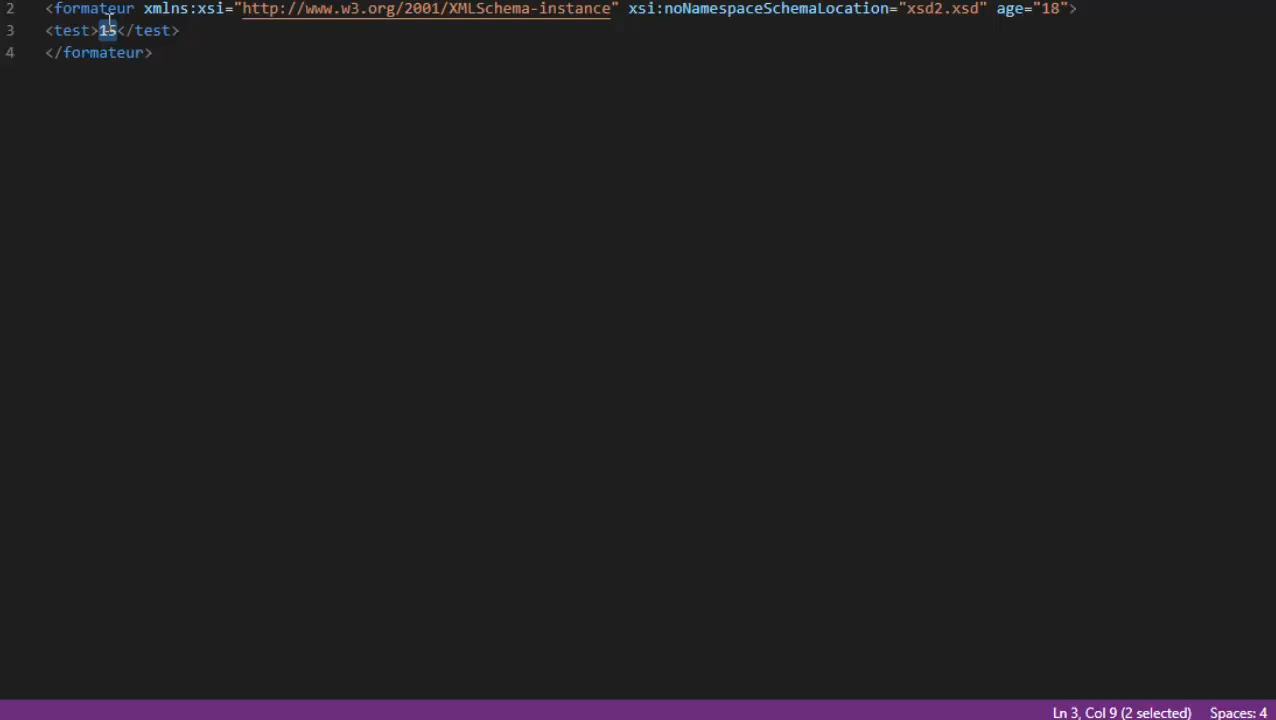 2 <formateur xmlns:xsi="http://www.w3.org/2001/XMLSchema-instance" xsi:noNamespaceSchemaLocation="xsd2.xsd" age="18">
3 <test>15</test>
4 </formateur>
Ln 3, Col 9 (2 selected) Spaces: 4